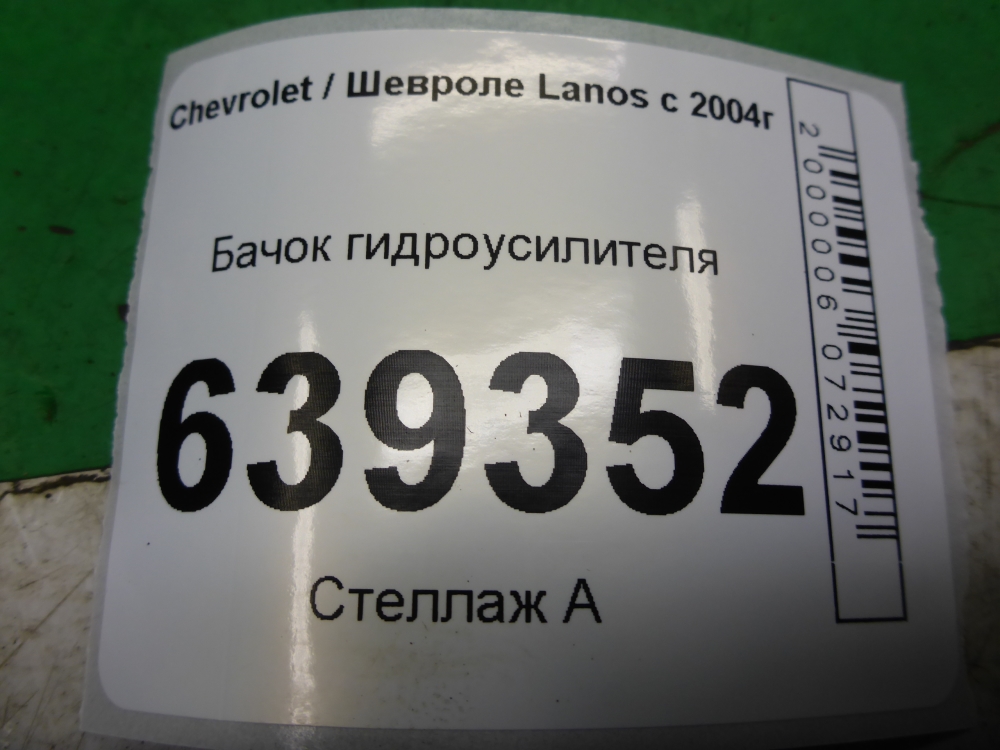 Chevrolet / Шевроле Lanos с 2004г
Бачок гидроусилителя
639352
Стеллаж А
2000006072917